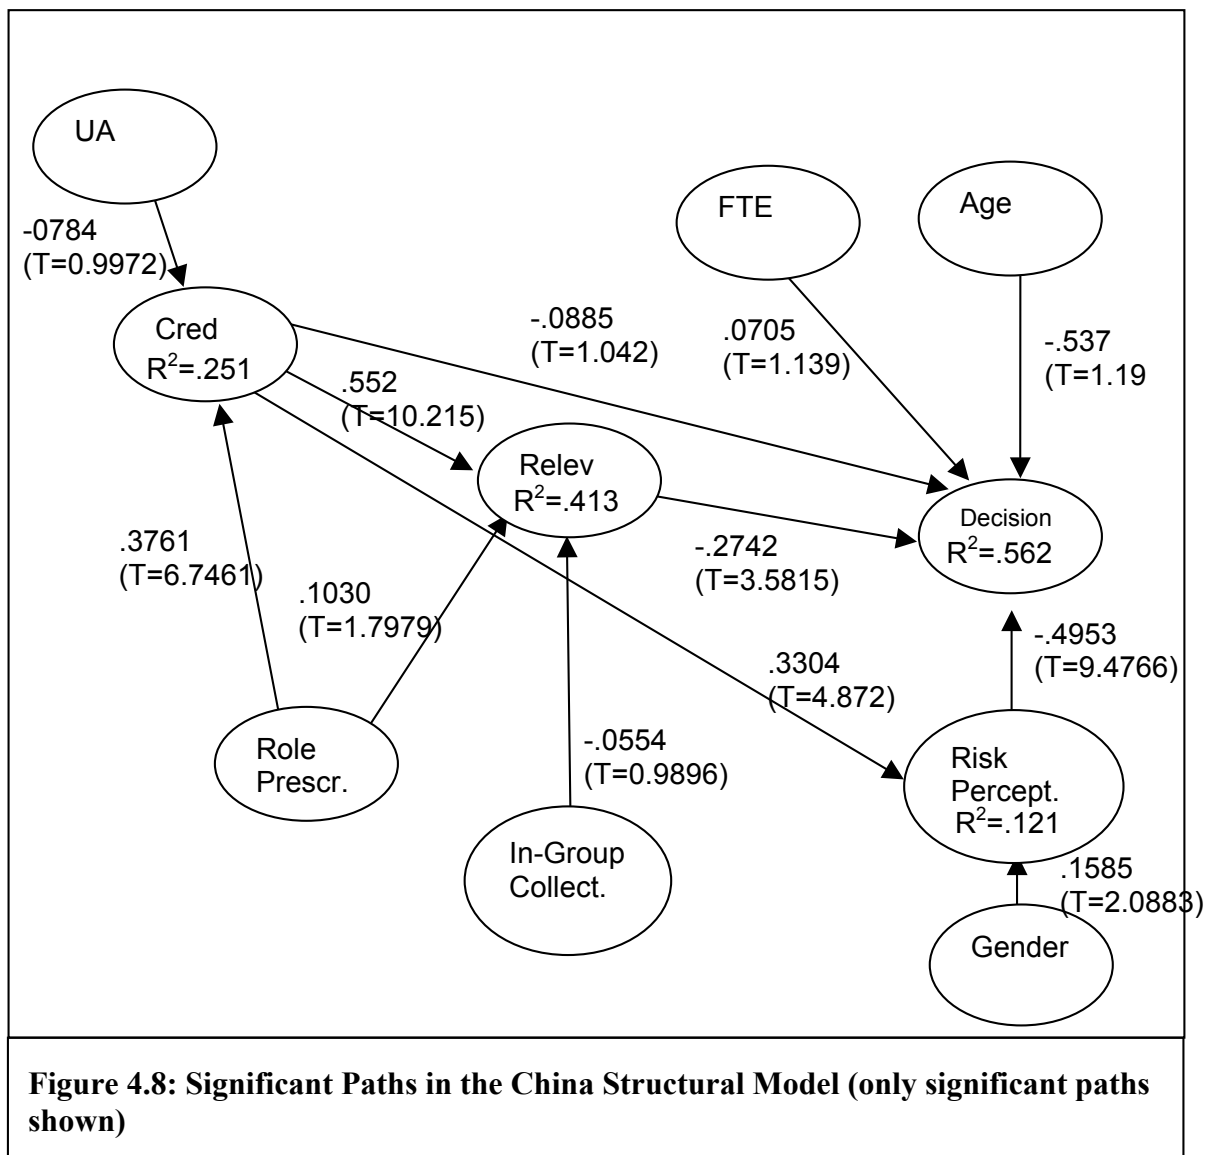 UA
-0784
(T=0.9972)
FTE
Age
Cred
R²=.251
-.0885
(T=1.042)
.0705
(T=1.139)
-.537
(T=1.19
.552
(T=10.215)
Relev
R²=.413
Decision
R²=.562
.3761
(T=6.7461)
.1030
(T=1.7979)
-.2742
(T=3.5815)
-.4953
(T=9.4766)
.3304
(T=4.872)
Role
Prescr.
-.0554
(T=0.9896)
Risk
Percept.
R²=.121
In-Group
Collect.
.1585
(T=2.0883)
Gender
Figure 4.8: Significant Paths in the China Structural Model (only significant paths
shown)